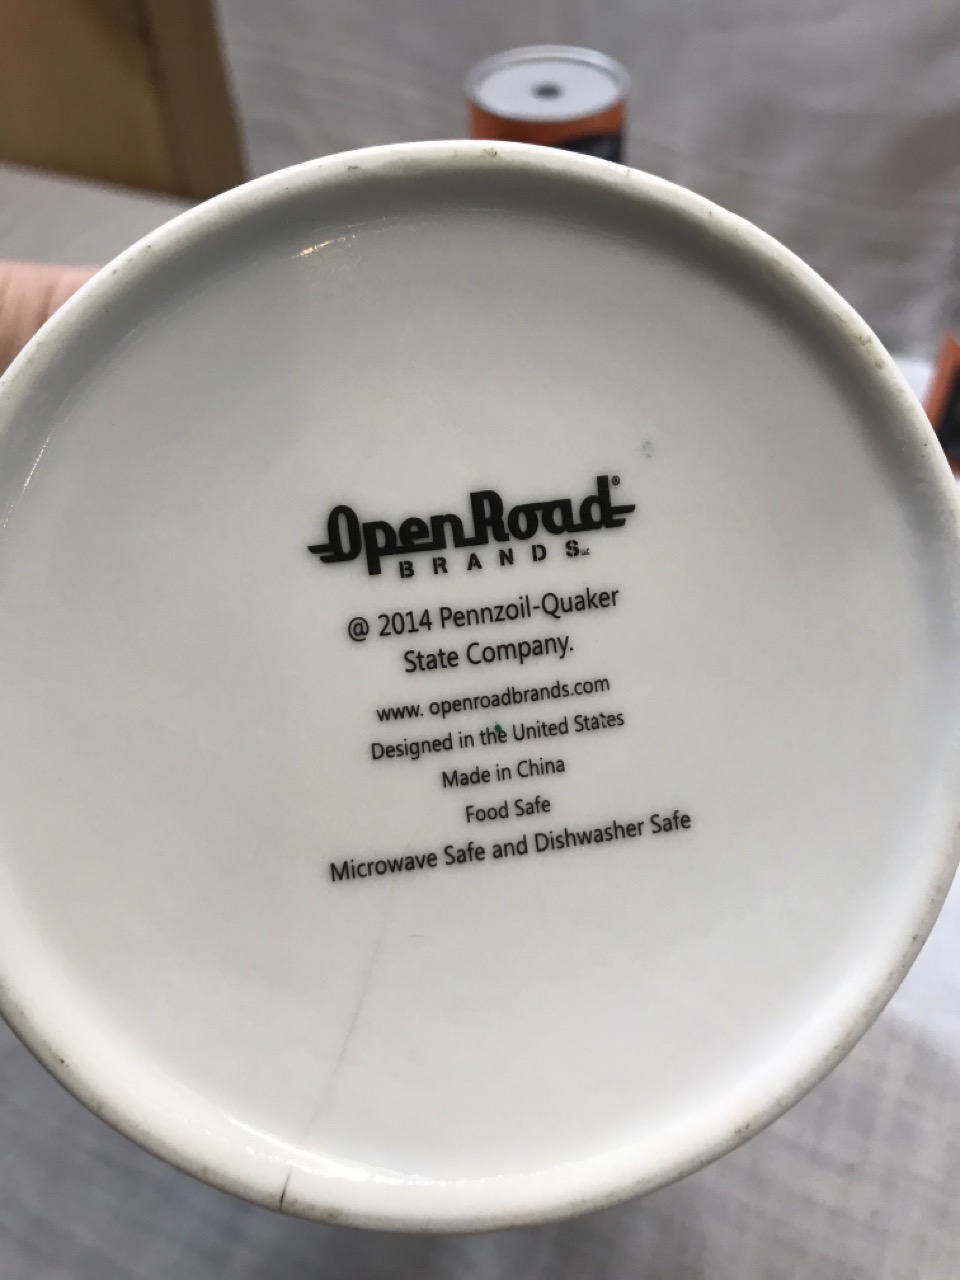 OpenRoad®
BRANDS LLC
@ 2014 Pennzoil-Quaker
State Company.
www. openroadbrands.com
Designed in the United States
Made in China
Food Safe
Microwave Safe and Dishwasher Safe